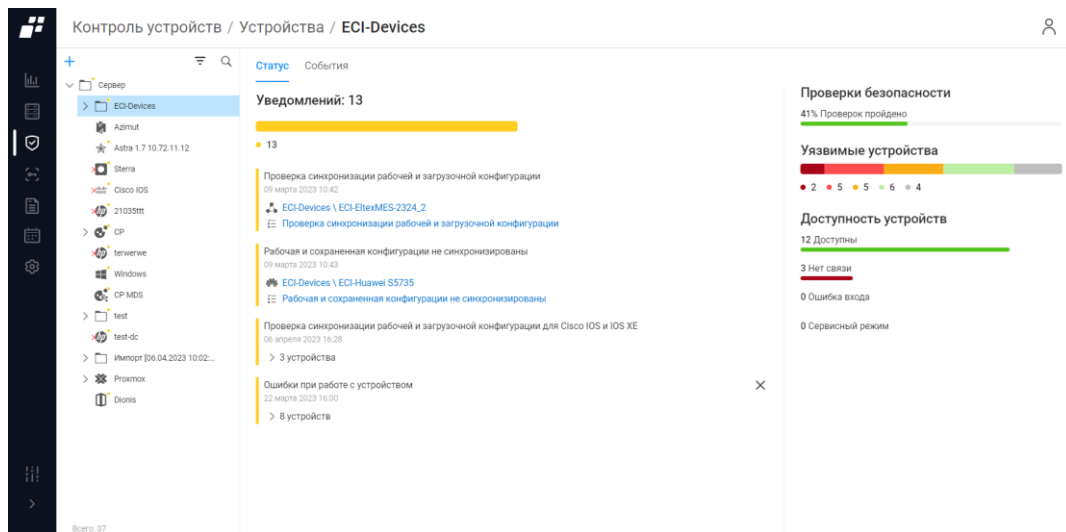 Контроль устройств / Устройства / ECI-Devices
Сервер
ECI-Devices
Azimut
Astra 1.7 10.72.11.12
Sterra
Cisco IOS
21035ttt
CP
terwerwe
Windows
CP MDS
test
test-dc
Импорт [06.04.2023 10:02:...
Proxmox
Dionis
Всего: 37
Статус События
Уведомлений: 13
13
Проверка синхронизации рабочей и загрузочной конфигурации
09 марта 2023 10:42
ECI-Devices \ ECI-EltexMES-2324_2
Проверка синхронизации рабочей и загрузочной конфигурации
Рабочая и сохраненная конфигурации не синхронизированы
09 марта 2023 10:43
ECI-Devices \ ECI-Huawei S5735
Рабочая и сохраненная конфигурации не синхронизированы
Проверка синхронизации рабочей и загрузочной конфигурации для Cisco IOS и IOS XE
06 апреля 2023 16:28
> 3 устройства
Ошибки при работе с устройством
22 марта 2023 16:00
> 8 устройств
Проверки безопасности
41% Проверок пройдено
Уязвимые устройства
2 5 5 6 4
Доступность устройств
12 Доступны
3 Нет связи
0 Ошибка входа
0 Сервисный режим